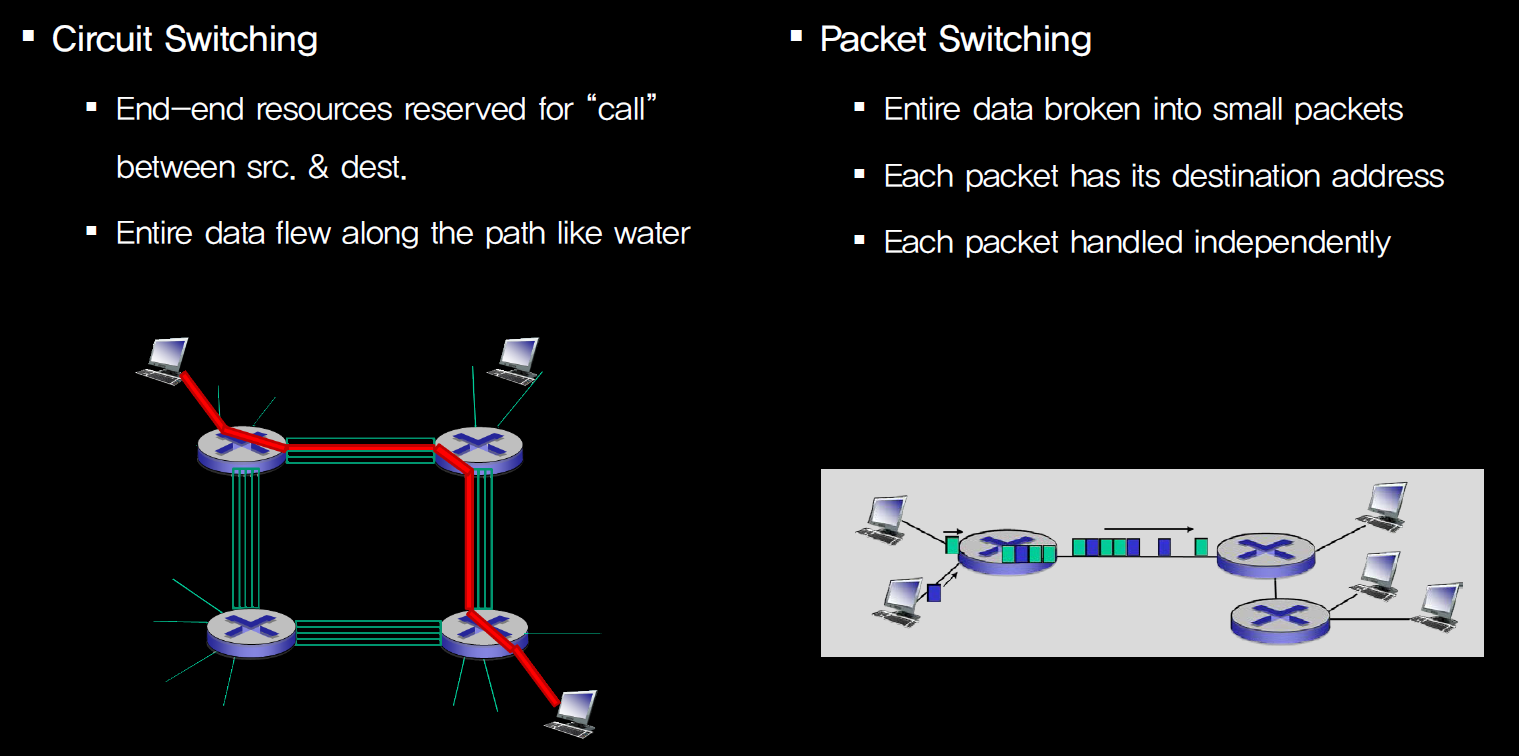 Circuit Switching
End-end resources reserved for “call”
between src. & dest.
Entire data flew along the path like water
Packet Switching
Entire data broken into small packets
Each packet has its destination address
Each packet handled independently